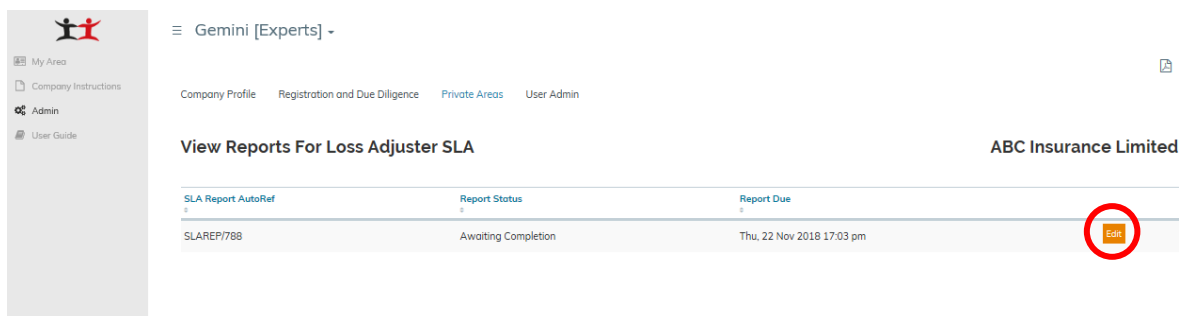 Gemini [Experts]
My Area
Company Instructions
Admin
User Guide
Company Profile Registration and Due Diligence Private Areas User Admin
View Reports For Loss Adjuster SLA ABC Insurance Limited
SLA Report AutoRef Report Status Report Due
SLAREP/788 Awaiting Completion Thu, 22 Nov 2018 17:03 pm Edit